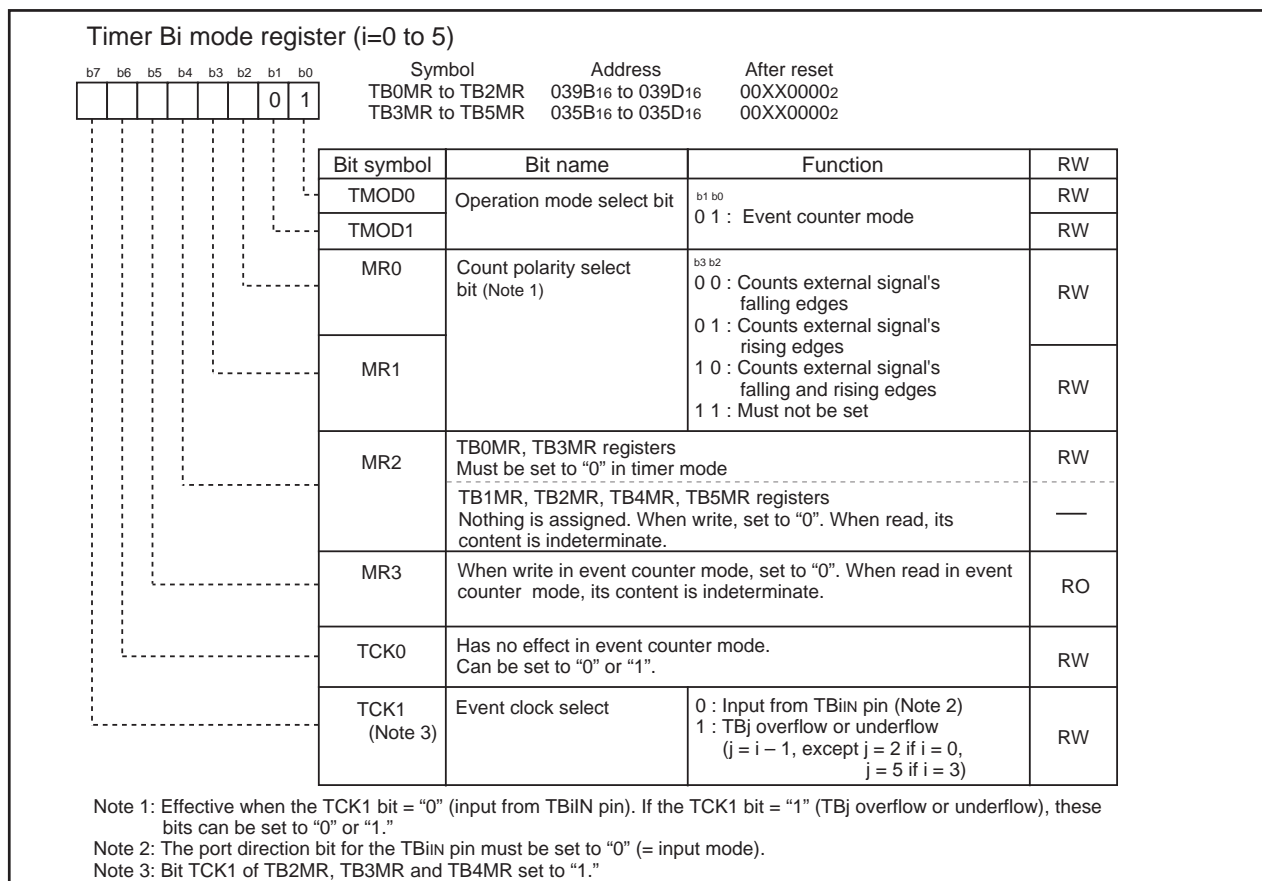 Timer Bi mode register (i=0 to 5)
b7 b6 b5 b4 b3 b2 b1 b0
0 1
Symbol Address After reset
TB0MR to TB2MR 039B16 to 039D16 00XX00002
TB3MR to TB5MR 035B16 to 035D16 00XX00002
Bit symbol Bit name Function RW
TMOD0 Operation mode select bit b1 b0 RW
0 1 : Event counter mode
TMOD1 RW
MR0 Count polarity select b3 b2
bit (Note 1) 0 0 : Counts external signal's
falling edges RW
0 1 : Counts external signal's
rising edges
MR1 1 0 : Counts external signal's
falling and rising edges RW
1 1 : Must not be set
MR2 TB0MR, TB3MR registers RW
Must be set to “0” in timer mode
TB1MR, TB2MR, TB4MR, TB5MR registers
Nothing is assigned. When write, set to “0”. When read, its —
content is indeterminate.
MR3 When write in event counter mode, set to “0”. When read in event
counter mode, its content is indeterminate. RO
TCK0 Has no effect in event counter mode.
Can be set to “0” or “1”. RW
TCK1 Event clock select 0 : Input from TBiIN pin (Note 2)
(Note 3) 1 : TBj overflow or underflow
(j = i – 1, except j = 2 if i = 0, RW
j = 5 if i = 3)
Note 1: Effective when the TCK1 bit = “0” (input from TBiIN pin). If the TCK1 bit = “1” (TBj overflow or underflow), these
bits can be set to “0” or “1.”
Note 2: The port direction bit for the TBiIN pin must be set to “0” (= input mode).
Note 3: Bit TCK1 of TB2MR, TB3MR and TB4MR set to “1.”